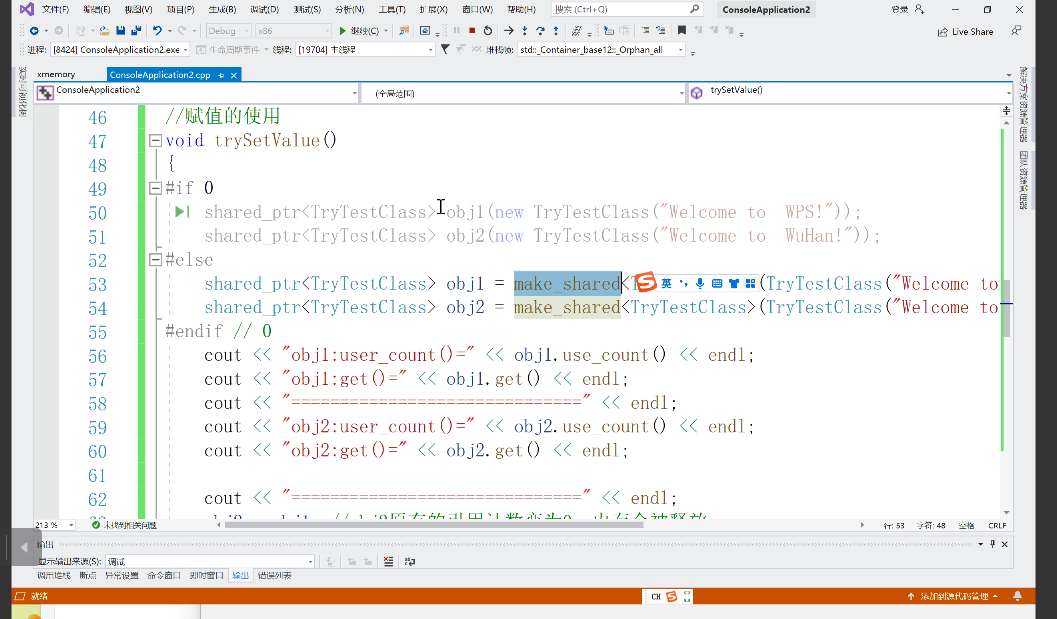 文件(F) 编辑(E) 视图(V) 项目(P) 生成(B) 调试(D) 测试(S) 分析(N) 工具(T) 扩展(X) 窗口(W) 帮助(H) 搜索 (Ctrl+Q) ConsoleApplication2 登录
Debug x86 继续(C) Live Share
进程: [8424] ConsoleApplication2.exe 生命周期事件 线程: [19704] 主线程 堆栈帧: std::_Container_base12::_Orphan_all
xmemory ConsoleApplication2.cpp
ConsoleApplication2 (全局范围) trySetValue()
46 //赋值的使用
47 void trySetValue()
48 {
49 #if 0
50 shared_ptr<TryTestClass> obj1(new TryTestClass("Welcome to  WPS!"));
51 shared_ptr<TryTestClass> obj2(new TryTestClass("Welcome to  WuHan!"));
52 #else
53 shared_ptr<TryTestClass> obj1 = make_shared<T 英 (TryTestClass("Welcome to
54 shared_ptr<TryTestClass> obj2 = make_shared<TryTestClass>(TryTestClass("Welcome to
55 #endif // 0
56 cout << "obj1:user_count()=" << obj1.use_count() << endl;
57 cout << "obj1:get()=" << obj1.get() << endl;
58 cout << "==============================" << endl;
59 cout << "obj2:user_count()=" << obj2.use_count() << endl;
60 cout << "obj2:get()=" << obj2.get() << endl;
61
62 cout << "==============================" << endl;
213 % 未找到相关问题 行: 53 字符: 48 空格 CRLF
输出
显示输出来源(S): 调试
调用堆栈 断点 异常设置 命令窗口 即时窗口 输出 错误列表
就绪 CH 添加到源代码管理